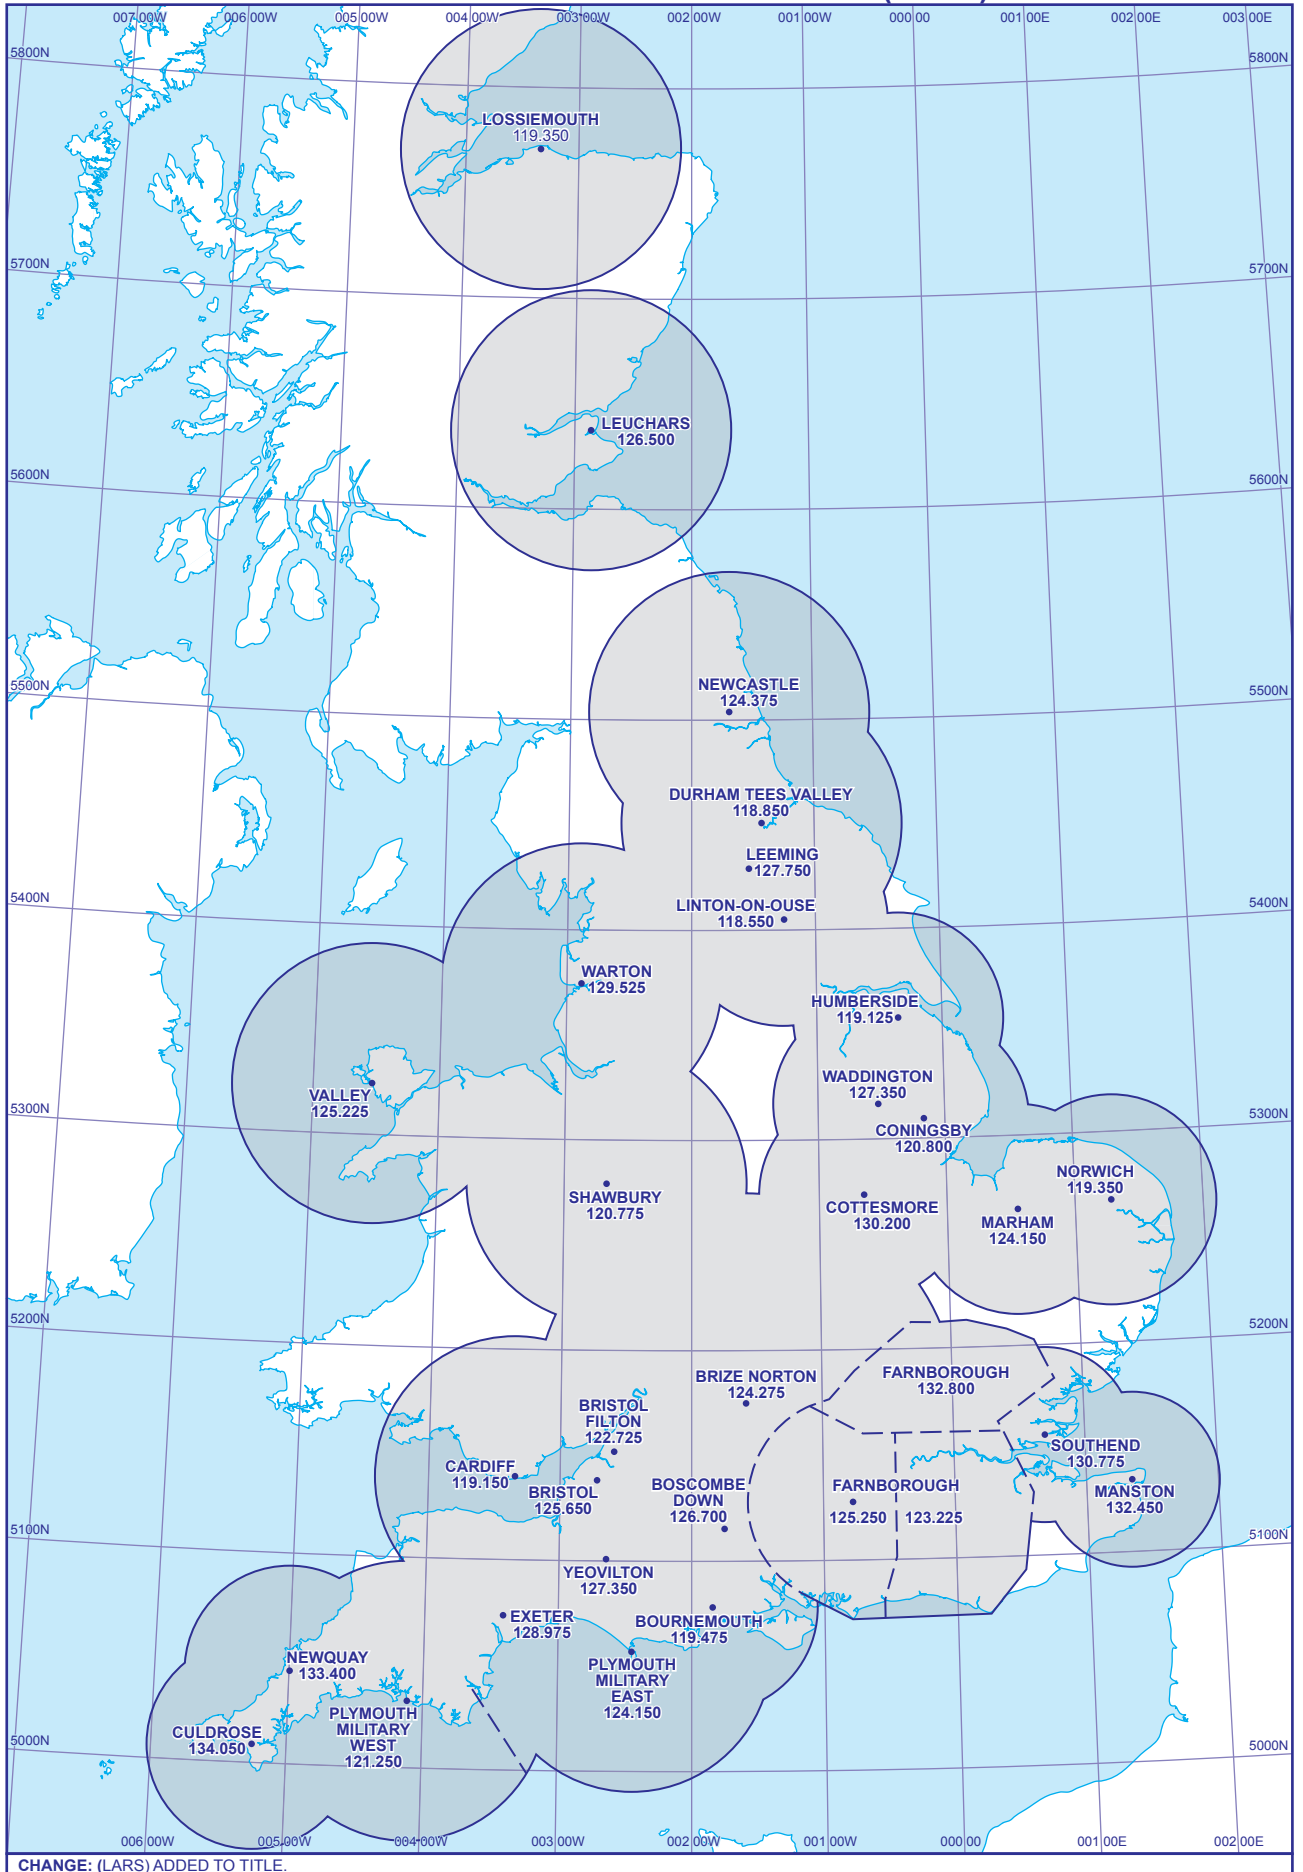 007 00W 006 00W 005 00W 004 00W 003 00W 002 00W 001 00W 000 00 001 00E 002 00E 003 00E
5800N 5800N
LOSSIEMOUTH
119.350
5700N 5700N
LEUCHARS
126.500
5600N 5600N
NEWCASTLE
124.375
5500N 5500N
DURHAM TEES VALLEY
118.850
LEEMING
127.750
LINTON-ON-OUSE
118.550
5400N 5400N
WARTON
129.525
HUMBERSIDE
119.125
VALLEY
125.225
WADDINGTON
127.350
5300N 5300N
CONINGSBY
120.800
NORWICH
119.350
SHAWBURY
120.775
COTTESMORE
130.200
MARHAM
124.150
5200N 5200N
BRIZE NORTON
124.275
FARNBOROUGH
132.800
BRISTOL
FILTON
122.725
SOUTHEND
130.775
CARDIFF
119.150
BRISTOL
125.650
BOSCOMBE
DOWN
126.700
FARNBOROUGH
125.250 123.225
MANSTON
132.450
5100N 5100N
YEOVILTON
127.350
EXETER
128.975
BOURNEMOUTH
119.475
NEWQUAY
133.400
PLYMOUTH
MILITARY
EAST
124.150
CULDROSE
134.050
PLYMOUTH
MILITARY
WEST
121.250
5000N 5000N
006 00W 005 00W 004 00W 003 00W 002 00W 001 00W 000 00 001 00E 002 00E
CHANGE: (LARS) ADDED TO TITLE.